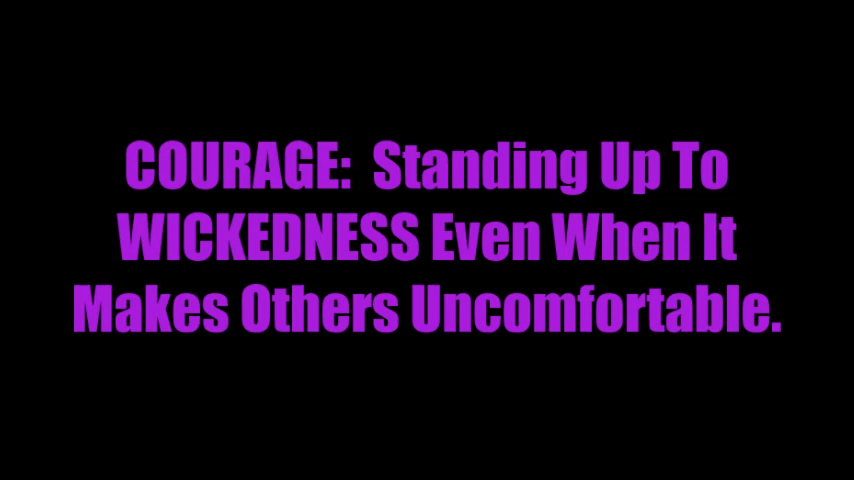 COURAGE:  Standing Up To
WICKEDNESS Even When It
Makes Others Uncomfortable.